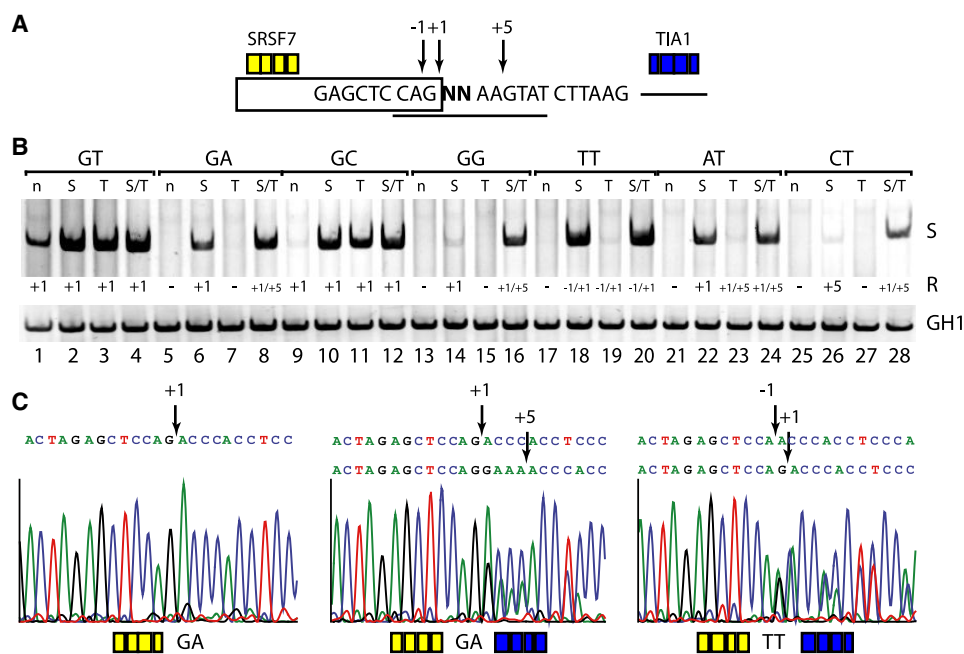 A
SRSF7
-1 +1
+5
TIA1
GAGCTC CAGNN AAGTAT CTTAAG
B
GT GA GC GG TT AT CT
n S T S/T n S T S/T n S T S/T n S T S/T n S T S/T n S T S/T n S T S/T
S
+1 +1 +1 +1 - +1 - +1/+5 +1 +1 +1 +1 - +1 - +1/+5 - -1/+1 -1/+1 -1/+1 - +1 +1/+5 +1/+5 - +5 - +1/+5 R
GH1
1 2 3 4 5 6 7 8 9 10 11 12 13 14 15 16 17 18 19 20 21 22 23 24 25 26 27 28
C
+1
ACTAGAGCTCCAGACCCACCTCC
GA
+1
+5
ACTAGAGCTCCAGACCCACCTCCC
ACTAGAGCTCCAGGAAAACCCACC
GA
-1
+1
ACTAGAGCTCCAACCCACCTCCCA
ACTAGAGCTCCAGACCCACCTCCC
TT